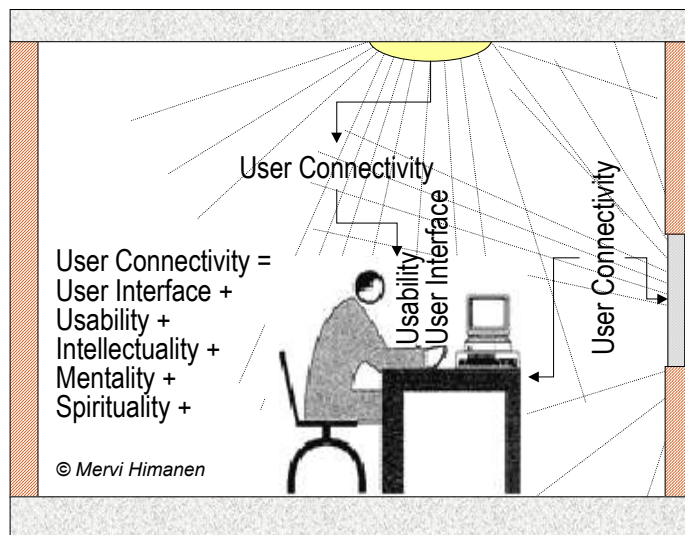 User Connectivity
User Connectivity
Usability
User Interface
User Connectivity =
User Interface +
Usability +
Intellectuality +
Mentality +
Spirituality +
© Mervi Himanen